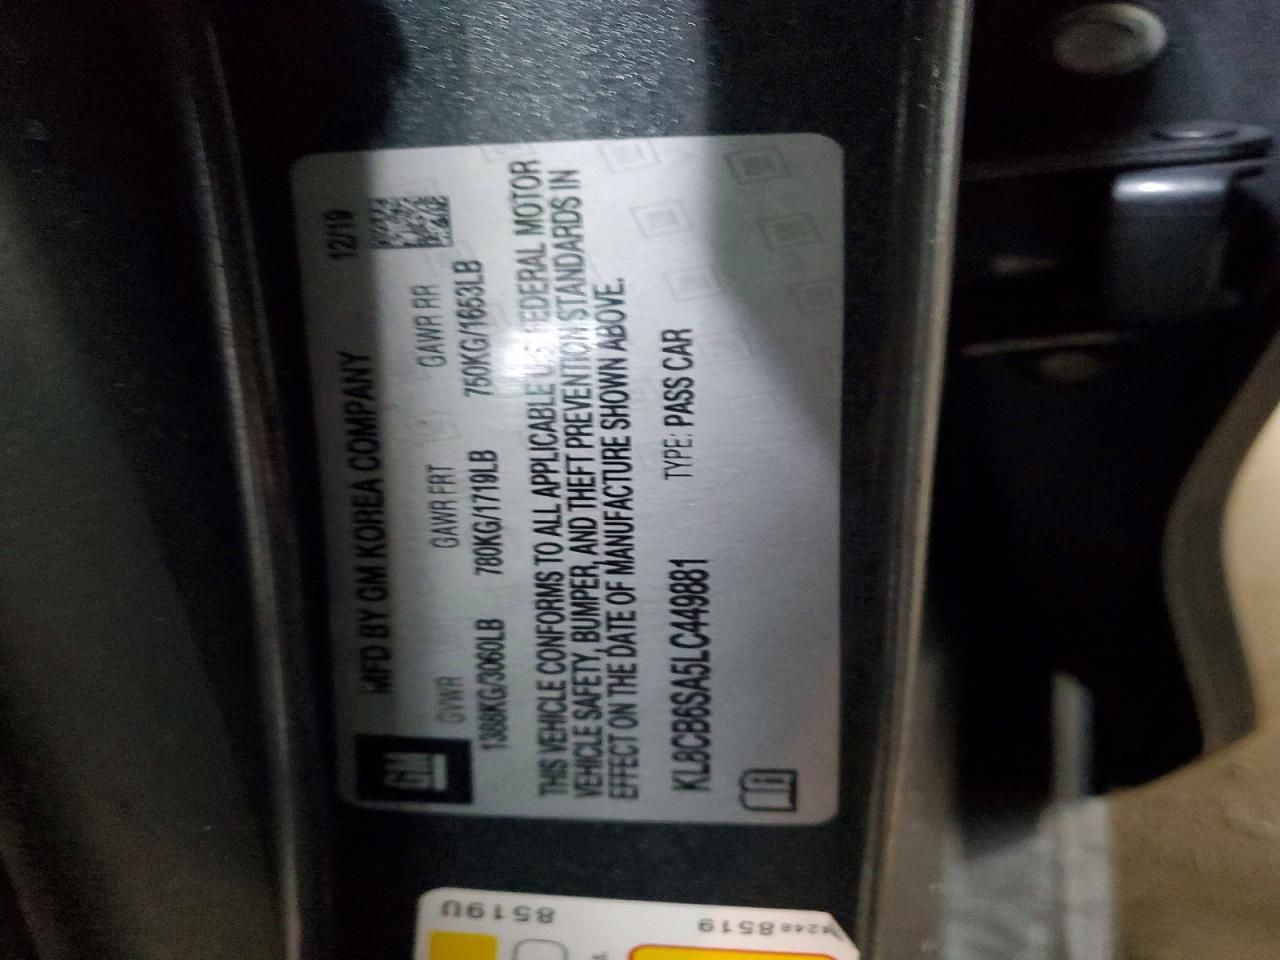 GM
MFD BY GM KOREA COMPANY 12/19
GVWR GAWR FRT GAWR RR
1388KG/3060LB 780KG/1719LB 750KG/1653LB
THIS VEHICLE CONFORMS TO ALL APPLICABLE U.S. FEDERAL MOTOR
VEHICLE SAFETY, BUMPER, AND THEFT PREVENTION STANDARDS IN
EFFECT ON THE DATE OF MANUFACTURE SHOWN ABOVE.
KL8CB6SA5LC449881 TYPE: PASS CAR
8519U
42488519